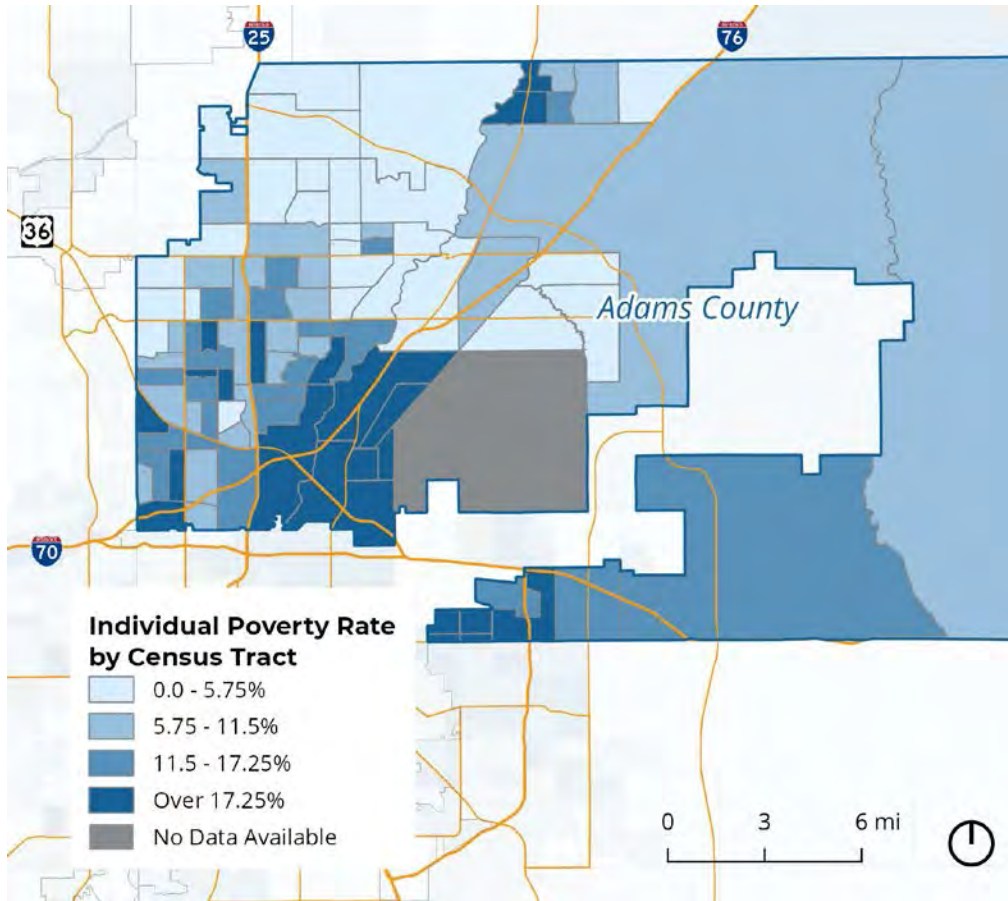 25
76
36
Adams County
70
Individual Poverty Rate
by Census Tract
0.0 - 5.75%
5.75 - 11.5%
11.5 - 17.25%
Over 17.25%
No Data Available
0 3 6 mi